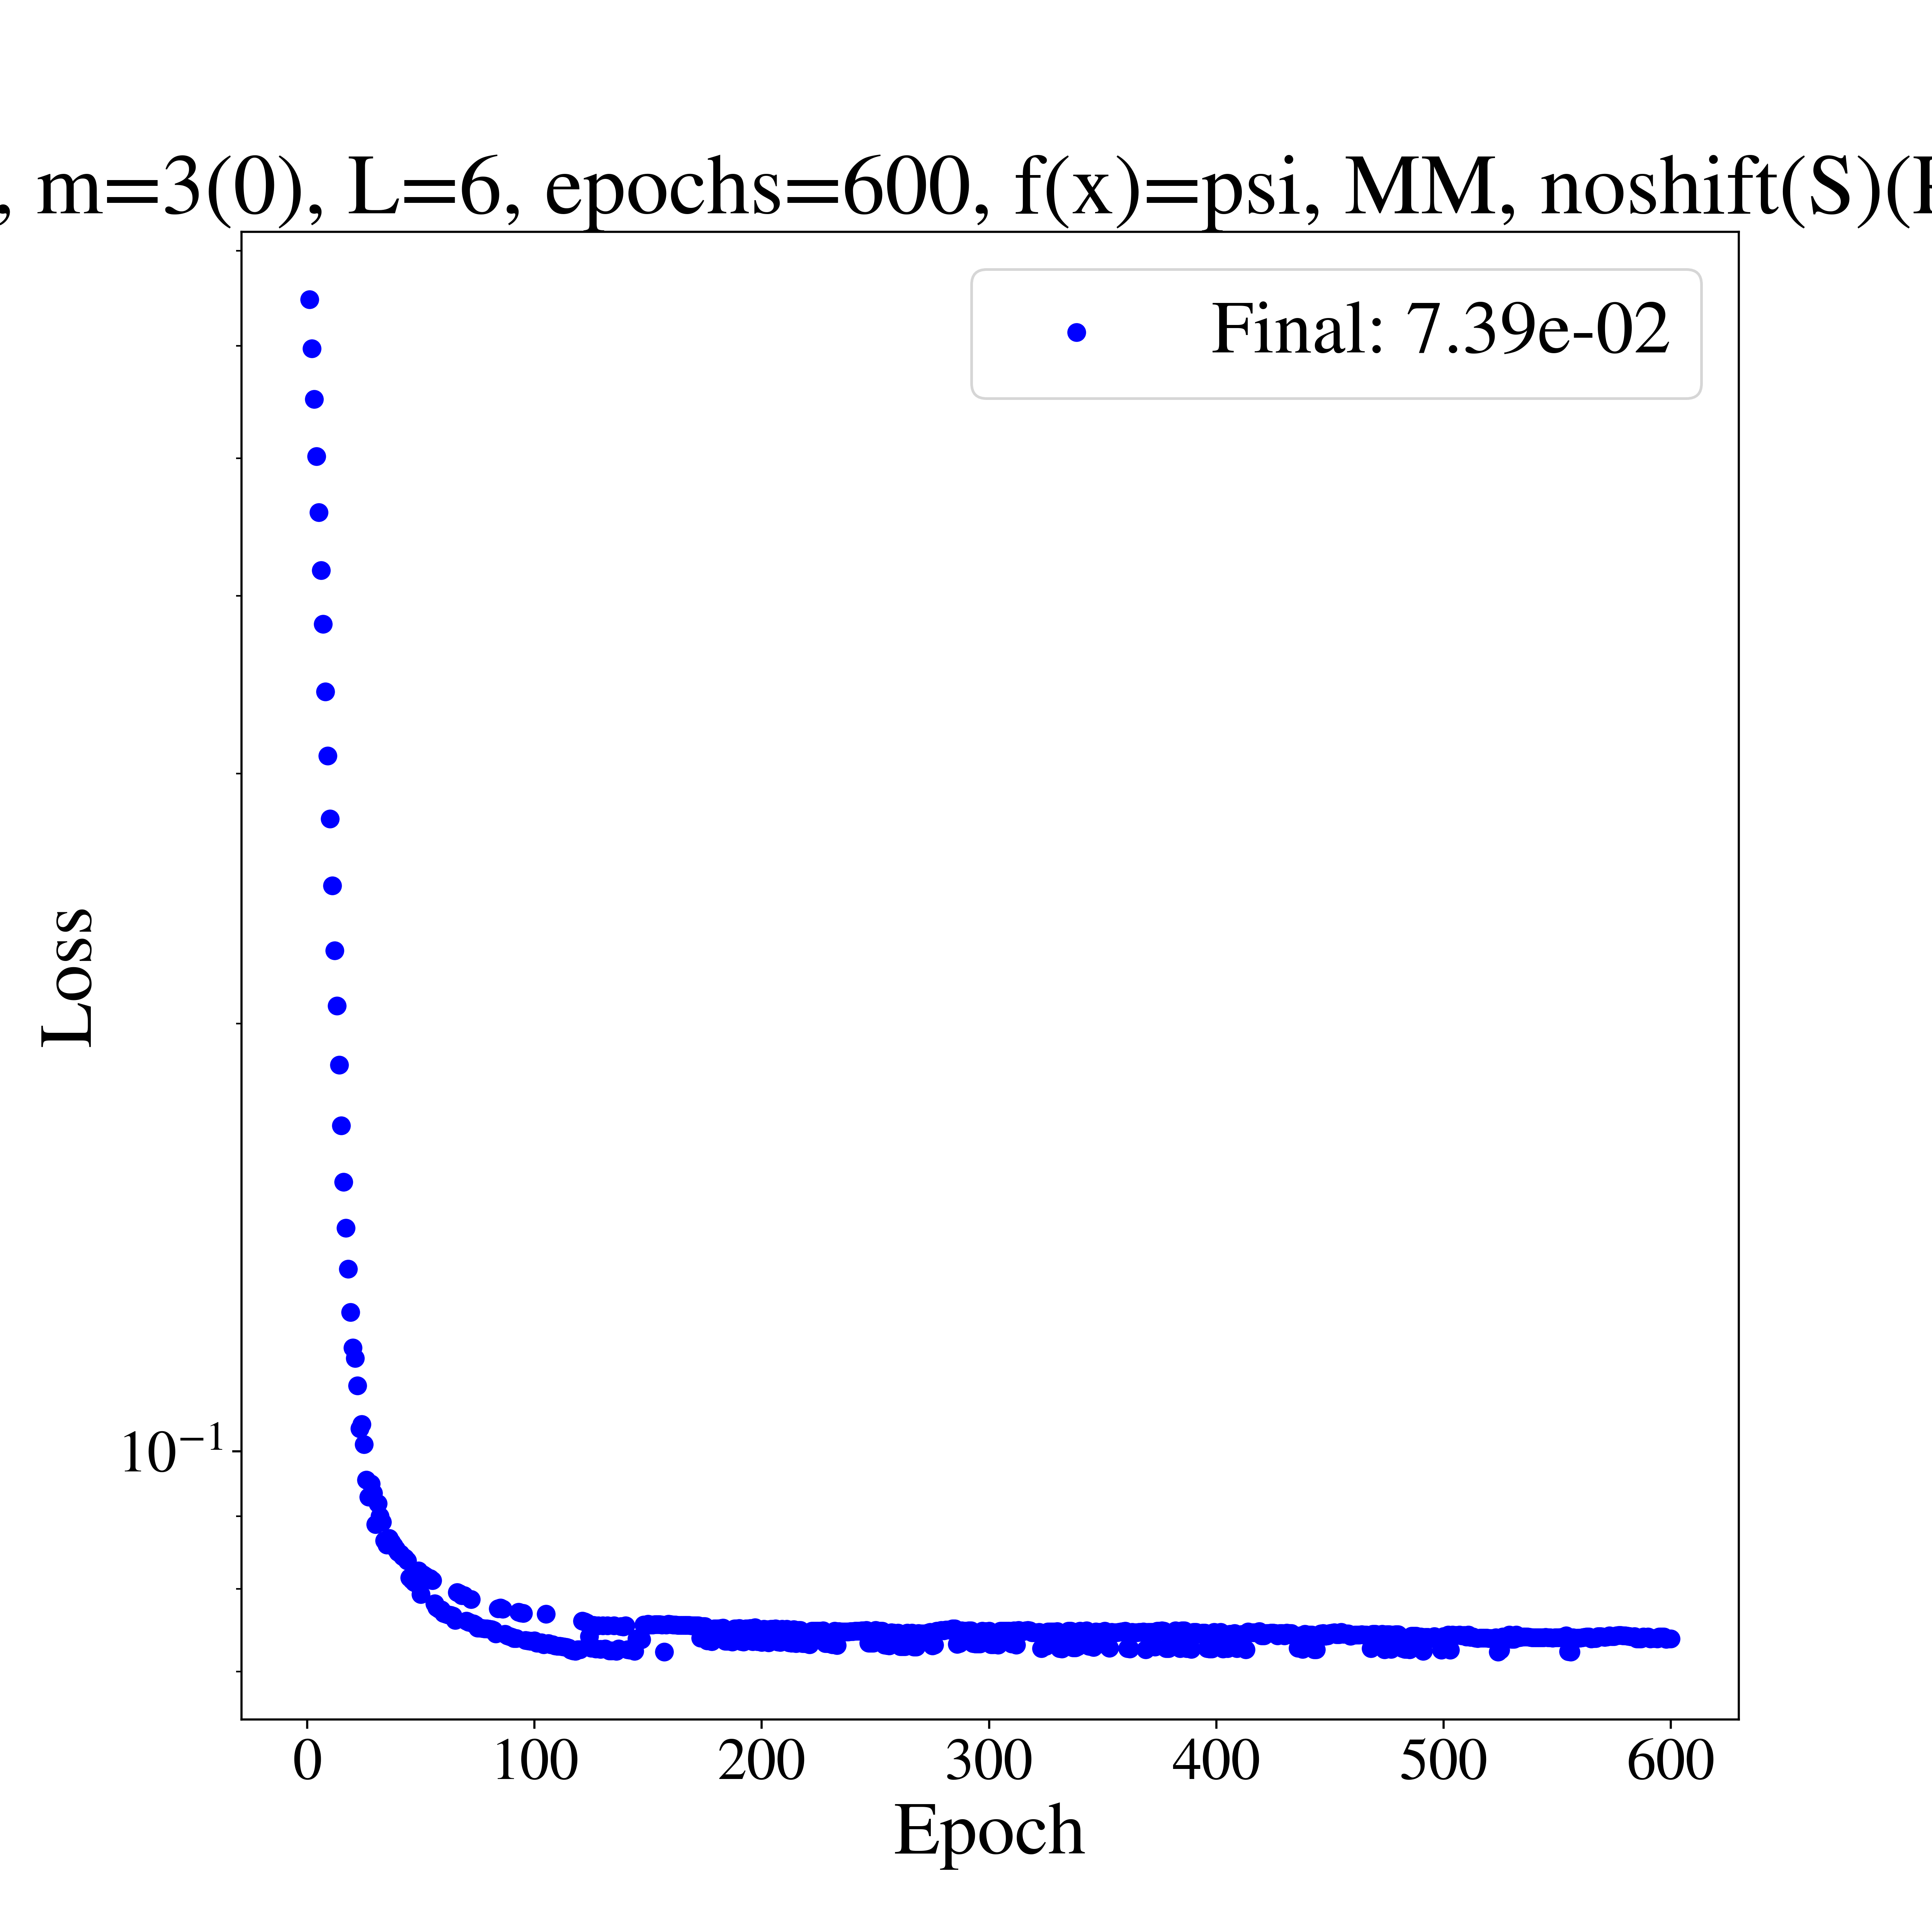 , m=3(0), L=6, epochs=600, f(x)=psi, MM, noshift(S)(
Final: 7.39e-02
Loss
10⁻¹
0 100 200 300 400 500 600
Epoch